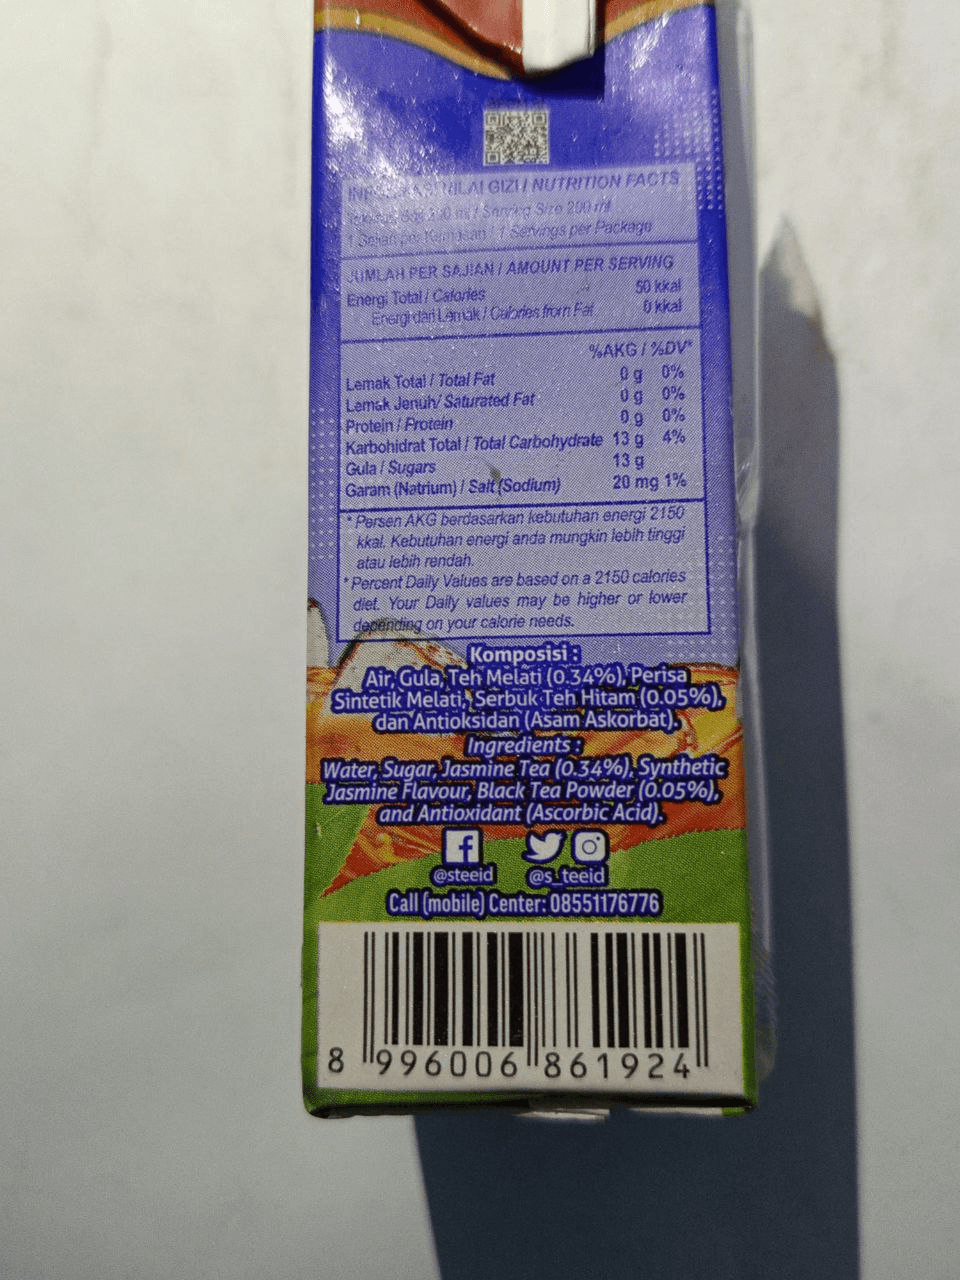 NILAI GIZI / NUTRITION FACTS
/ Serving Size 200 ml
1 Sajian per Kemasan / 1 Servings per Package
JUMLAH PER SAJIAN / AMOUNT PER SERVING
Energi Total / Calories 50 kkal
Energi dari Lemak / Calories from Fat 0 kkal
%AKG / %DV*
Lemak Total / Total Fat 0 g 0%
Lemak Jenuh/ Saturated Fat 0 g 0%
Protein / Protein 0 g 0%
Karbohidrat Total / Total Carbohydrate 13 g 4%
Gula / Sugars 13 g
Garam (Natrium) / Salt (Sodium) 20 mg 1%
* Persen AKG berdasarkan kebutuhan energi 2150
kkal. Kebutuhan energi anda mungkin lebih tinggi
atau lebih rendah.
* Percent Daily Values are based on a 2150 calories
diet. Your Daily values may be higher or lower
depending on your calorie needs.
Komposisi :
Air, Gula, Teh Melati (0.34%), Perisa
Sintetik Melati, Serbuk Teh Hitam (0.05%),
dan Antioksidan (Asam Askorbat).
Ingredients :
Water, Sugar, Jasmine Tea (0.34%), Synthetic
Jasmine Flavour, Black Tea Powder (0.05%),
and Antioxidant (Ascorbic Acid).
@steeid @s_teeid
Call (mobile) Center: 08551176776
8 996006 861924